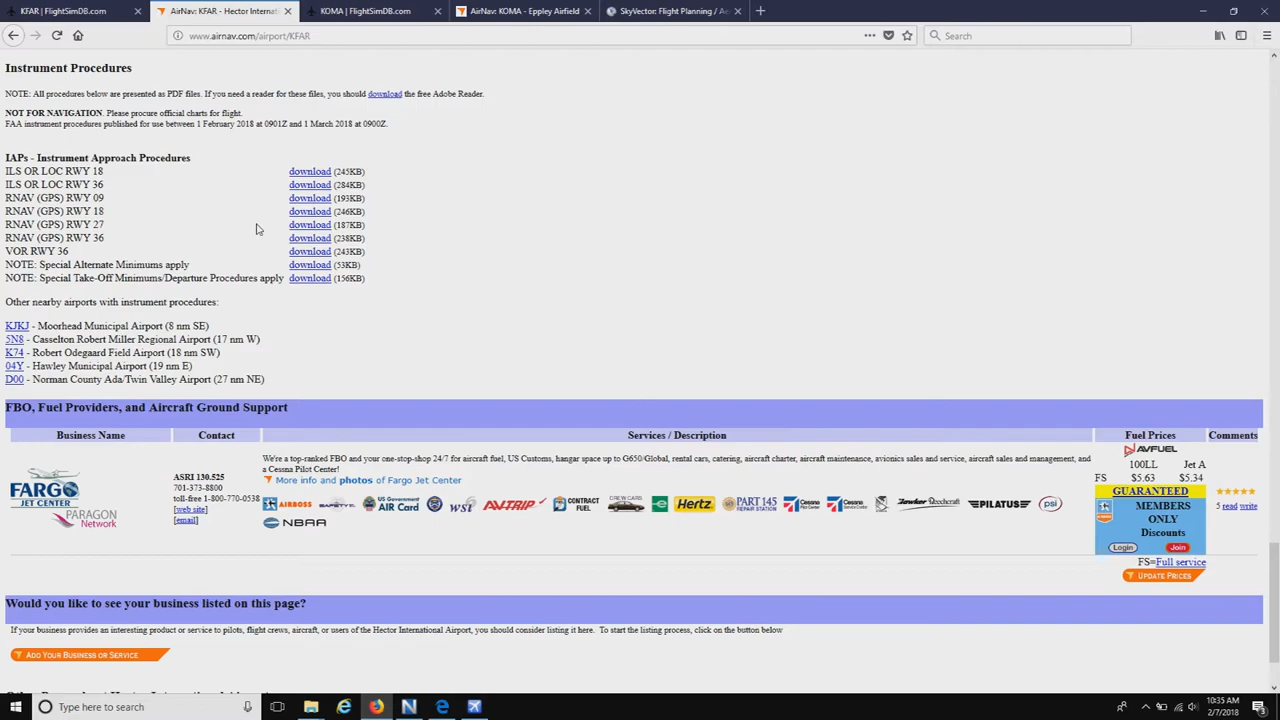 KFAR | FlightSimDB.com
AirNav: KFAR - Hector Internati
KOMA | FlightSimDB.com
AirNav: KOMA - Eppley Airfield
SkyVector: Flight Planning / Ae
www.airnav.com/airport/KFAR
Search
Instrument Procedures
NOTE: All procedures below are presented as PDF files. If you need a reader for these files, you should download the free Adobe Reader.
NOT FOR NAVIGATION. Please procure official charts for flight.
FAA instrument procedures published for use between 1 February 2018 at 0901Z and 1 March 2018 at 0900Z.
IAPs - Instrument Approach Procedures
ILS OR LOC RWY 18 download (245KB)
ILS OR LOC RWY 36 download (284KB)
RNAV (GPS) RWY 09 download (193KB)
RNAV (GPS) RWY 18 download (246KB)
RNAV (GPS) RWY 27 download (187KB)
RNAV (GPS) RWY 36 download (238KB)
VOR RWY 36 download (243KB)
NOTE: Special Alternate Minimums apply download (53KB)
NOTE: Special Take-Off Minimums/Departure Procedures apply download (156KB)
Other nearby airports with instrument procedures:
KJKJ - Moorhead Municipal Airport (8 nm SE)
5N8 - Casselton Robert Miller Regional Airport (17 nm W)
K74 - Robert Odegaard Field Airport (18 nm SW)
04Y - Hawley Municipal Airport (19 nm E)
D00 - Norman County Ada/Twin Valley Airport (27 nm NE)
FBO, Fuel Providers, and Aircraft Ground Support
Business Name Contact Services / Description Fuel Prices Comments
FARGO
JET CENTER
PARAGON
Network
ASRI 130.525
701-373-8800
toll-free 1-800-770-0538
[web site]
[email]
We're a top-ranked FBO and your one-stop-shop 24/7 for aircraft fuel, US Customs, hangar space up to G650/Global, rental cars, catering, aircraft charter, aircraft maintenance, avionics sales and service, aircraft sales and management, and
a Cessna Pilot Center!
More info and photos of Fargo Jet Center
AIRBOSS
US Government
AIR Card
WSI
AVTRIP
CONTRACT
FUEL
CREW CARS
Hertz
PART 145
REPAIR STATION
Cessna
Cessna
Hawker Beechcraft
PILATUS
psi
NBAA
AVFUEL
100LL Jet A
FS $5.63 $5.34
GUARANTEED
MEMBERS
ONLY
Discounts
Login Join
FS=Full service
UPDATE PRICES
5 read write
Would you like to see your business listed on this page?
If your business provides an interesting product or service to pilots, flight crews, aircraft, or users of the Hector International Airport, you should consider listing it here. To start the listing process, click on the button below
ADD YOUR BUSINESS OR SERVICE
Type here to search
10:35 AM
2/7/2018